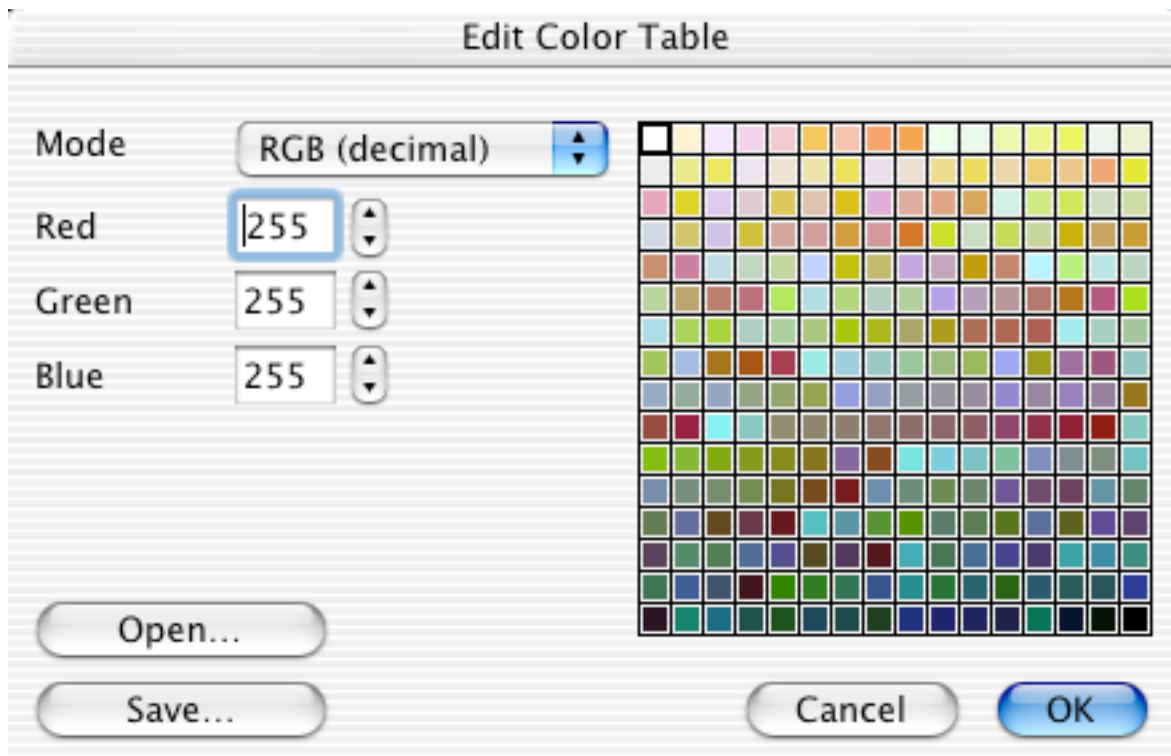 Edit Color Table
Mode RGB (decimal)
Red 255
Green 255
Blue 255
Open...
Save...
Cancel OK